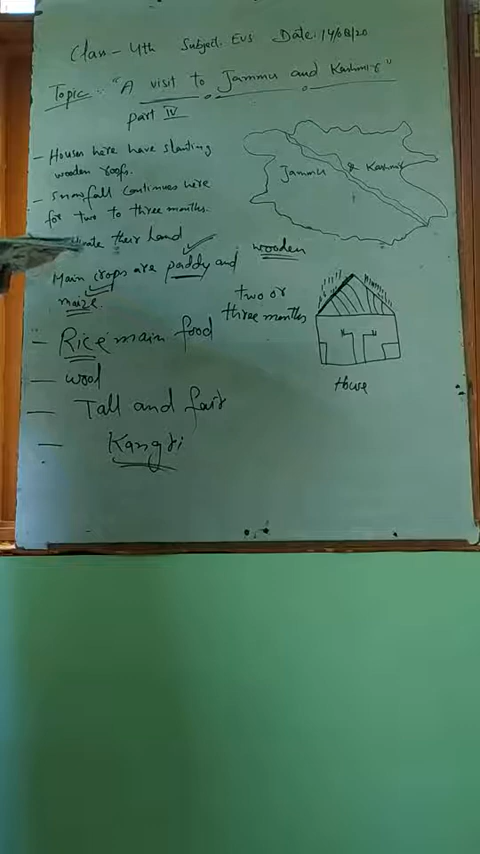 Class- 4th Subject: EVS Date: 14/08/20
Topic:- "A visit to Jammu and Kashmir"
part IV
- Houses here have slanting
wooden roofs.
- Snowfall continues here
for two to three months.
their land
Main crops are paddy and
maize.
- Rice main food
- wool
- Tall and fair
- Kangri
Jammu & Kashmir
wooden
two or
three months
House